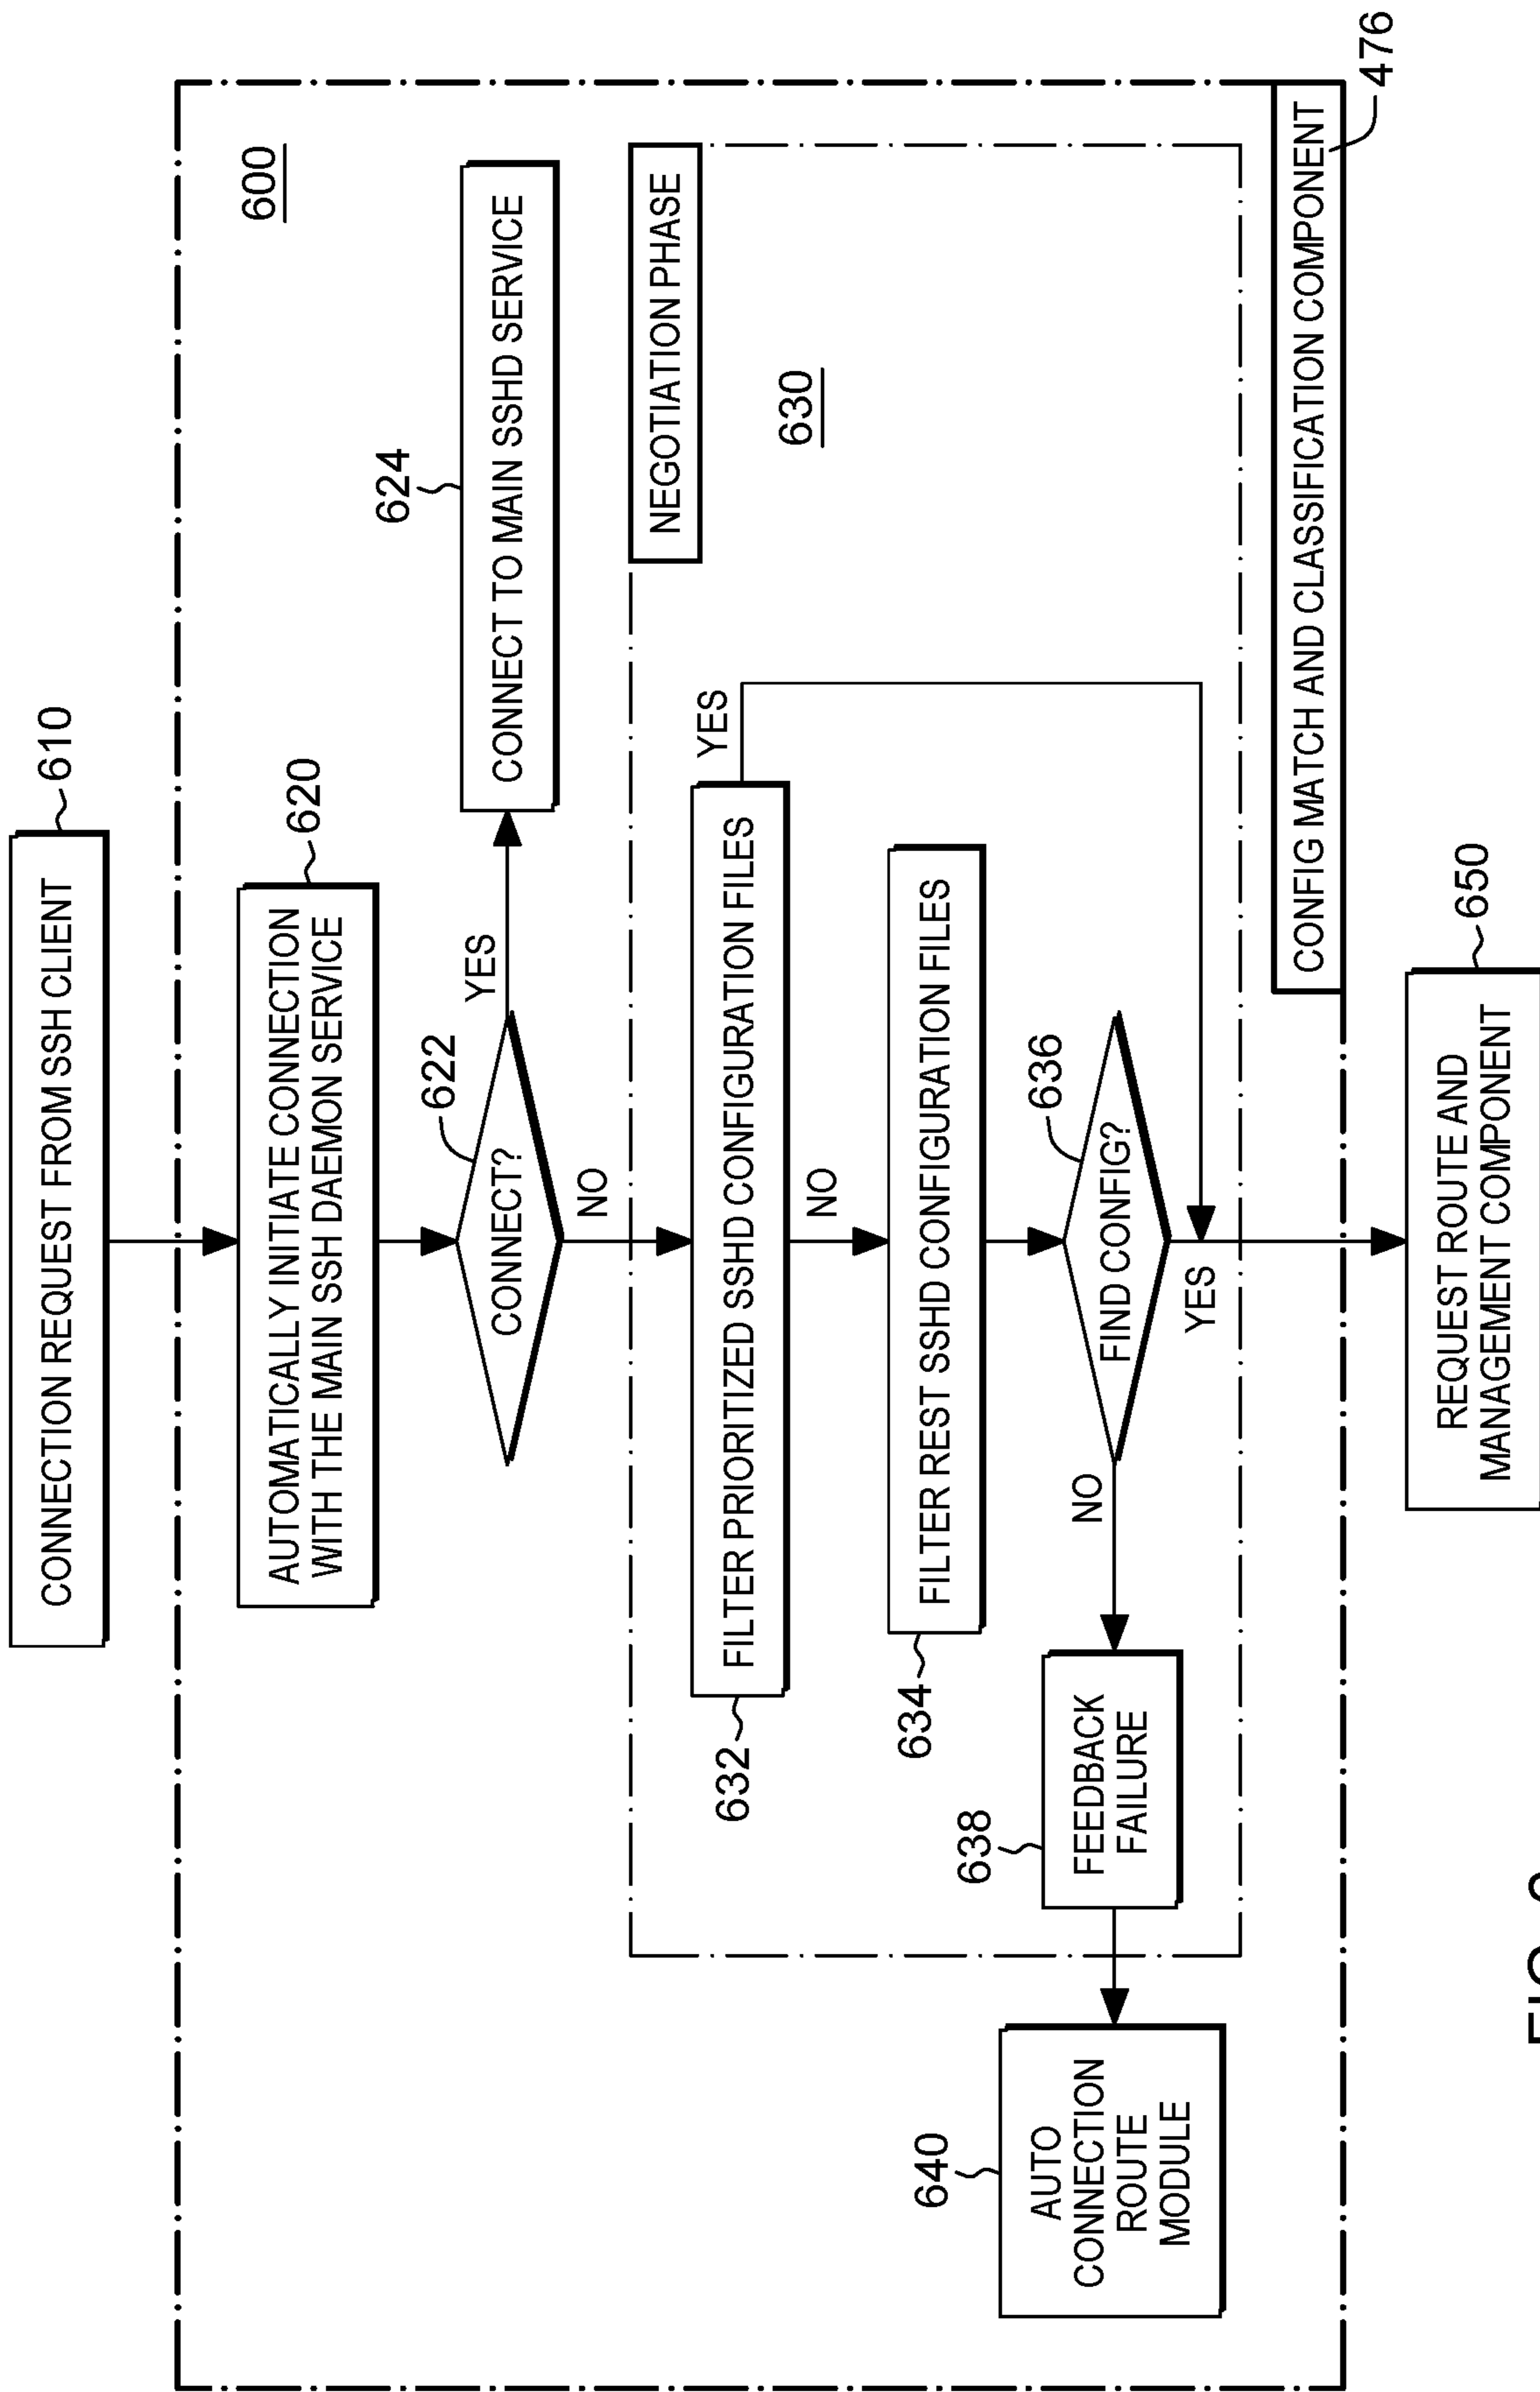 CONNECTION REQUEST FROM SSH CLIENT
610
600
AUTOMATICALLY INITIATE CONNECTION
WITH THE MAIN SSH DAEMON SERVICE
620
CONNECT?
622
YES
CONNECT TO MAIN SSHD SERVICE
624
NO
NEGOTIATION PHASE
630
FILTER PRIORITIZED SSHD CONFIGURATION FILES
632
YES
NO
FILTER REST SSHD CONFIGURATION FILES
634
FIND CONFIG?
636
NO
YES
FEEDBACK
FAILURE
638
AUTO
CONNECTION
ROUTE
MODULE
640
CONFIG MATCH AND CLASSIFICATION COMPONENT
476
REQUEST ROUTE AND
MANAGEMENT COMPONENT
650
FIG.